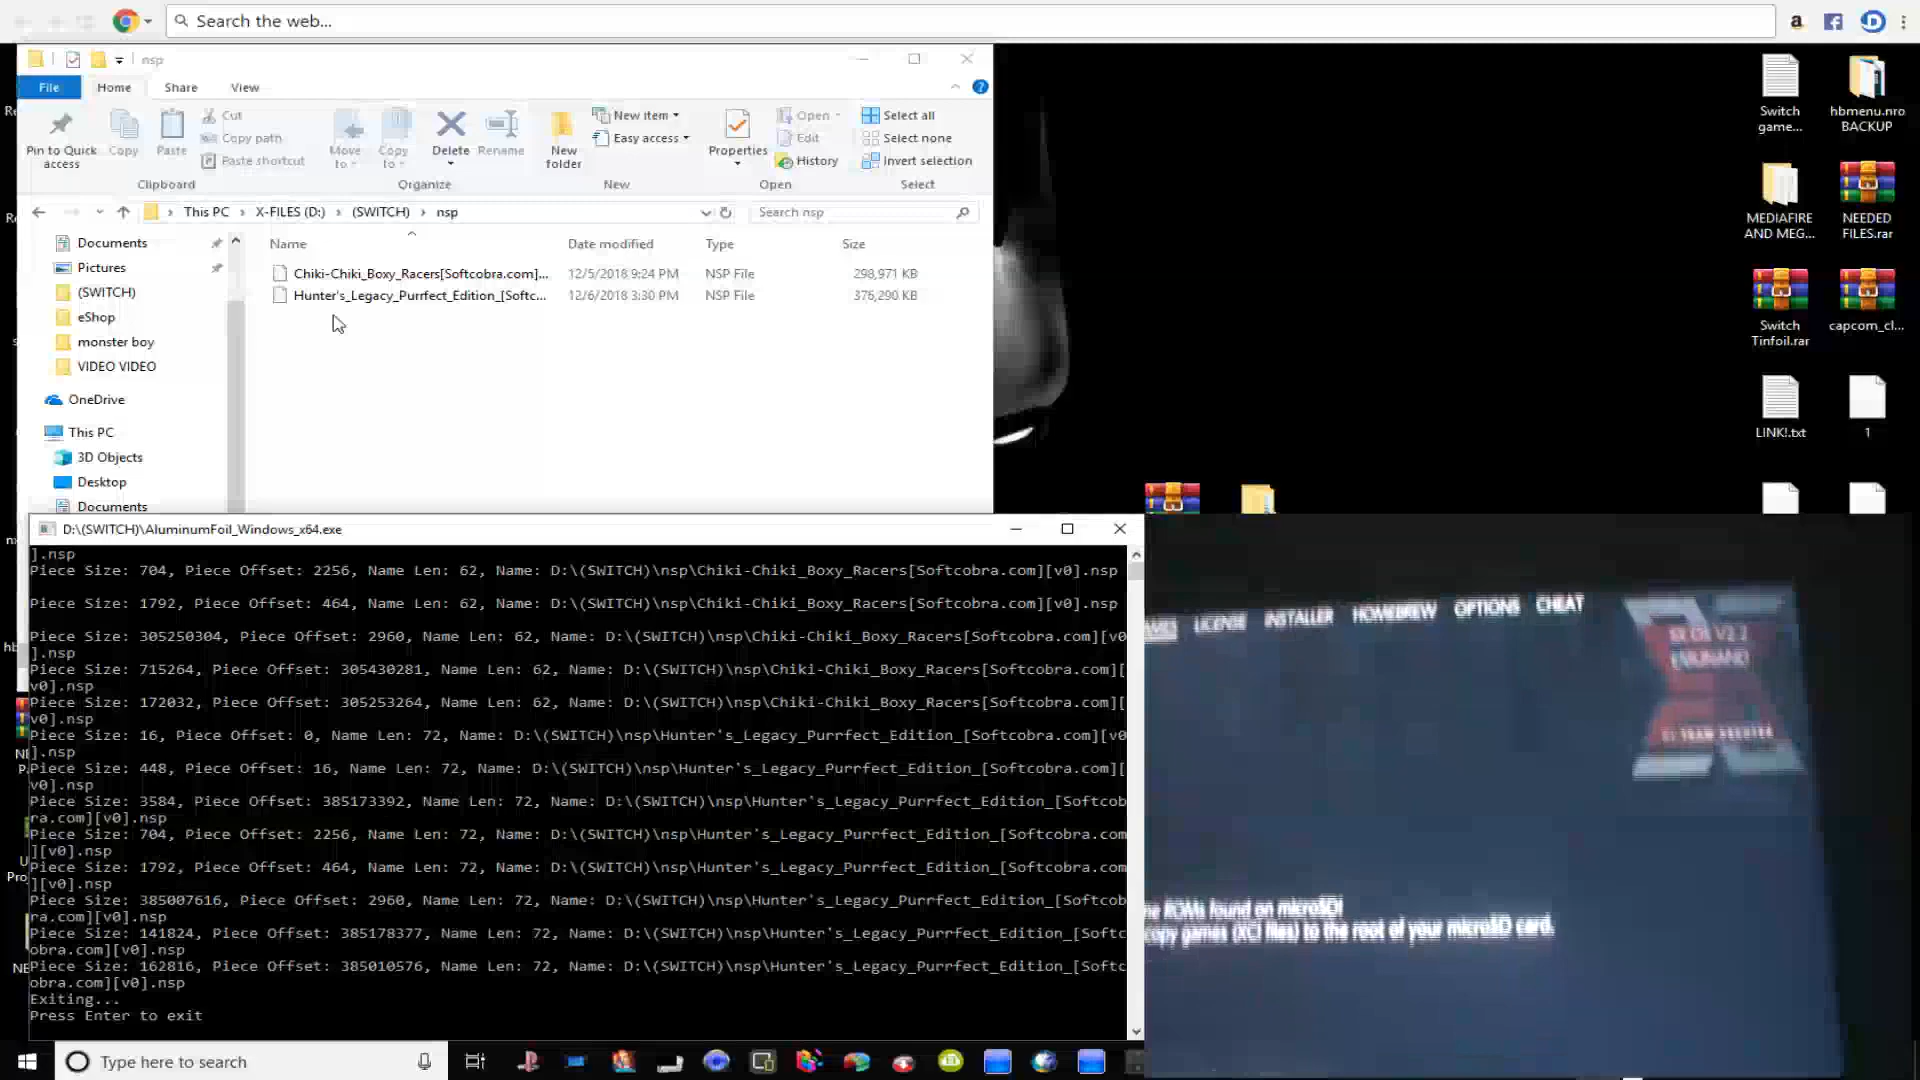 Search the web...
nsp
File
Home
Share
View
Pin to Quick access
Copy
Paste
Cut
Copy path
Paste shortcut
Move to
Copy to
Delete
Rename
New folder
New item
Easy access
Properties
Open
Edit
History
Select all
Select none
Invert selection
Clipboard
Organize
New
Open
Select
This PC
X-FILES (D:)
(SWITCH)
nsp
Search nsp
Documents
Pictures
(SWITCH)
eShop
monster boy
VIDEO VIDEO
OneDrive
This PC
3D Objects
Desktop
Documents
Name Date modified Type Size
Chiki-Chiki_Boxy_Racers[Softcobra.com]... 12/5/2018 9:24 PM NSP File 298,971 KB
Hunter's_Legacy_Purrfect_Edition_[Softc... 12/6/2018 3:30 PM NSP File 376,290 KB
Switch game...
hbmenu.nro BACKUP
MEDIAFIRE AND MEG...
NEEDED FILES.rar
Switch Tinfoil.rar
capcom_cl...
LINK!.txt
1
D:\(SWITCH)\AluminumFoil_Windows_x64.exe
].nsp
Piece Size: 704, Piece Offset: 2256, Name Len: 62, Name: D:\(SWITCH)\nsp\Chiki-Chiki_Boxy_Racers[Softcobra.com][v0].nsp
Piece Size: 1792, Piece Offset: 464, Name Len: 62, Name: D:\(SWITCH)\nsp\Chiki-Chiki_Boxy_Racers[Softcobra.com][v0].nsp
Piece Size: 305250304, Piece Offset: 2960, Name Len: 62, Name: D:\(SWITCH)\nsp\Chiki-Chiki_Boxy_Racers[Softcobra.com][v0
].nsp
Piece Size: 715264, Piece Offset: 305430281, Name Len: 62, Name: D:\(SWITCH)\nsp\Chiki-Chiki_Boxy_Racers[Softcobra.com][
v0].nsp
Piece Size: 172032, Piece Offset: 305253264, Name Len: 62, Name: D:\(SWITCH)\nsp\Chiki-Chiki_Boxy_Racers[Softcobra.com][
v0].nsp
Piece Size: 16, Piece Offset: 0, Name Len: 72, Name: D:\(SWITCH)\nsp\Hunter's_Legacy_Purrfect_Edition_[Softcobra.com][v0
].nsp
Piece Size: 448, Piece Offset: 16, Name Len: 72, Name: D:\(SWITCH)\nsp\Hunter's_Legacy_Purrfect_Edition_[Softcobra.com][
v0].nsp
Piece Size: 3584, Piece Offset: 385173392, Name Len: 72, Name: D:\(SWITCH)\nsp\Hunter's_Legacy_Purrfect_Edition_[Softcob
ra.com][v0].nsp
Piece Size: 704, Piece Offset: 2256, Name Len: 72, Name: D:\(SWITCH)\nsp\Hunter's_Legacy_Purrfect_Edition_[Softcobra.com
][v0].nsp
Piece Size: 1792, Piece Offset: 464, Name Len: 72, Name: D:\(SWITCH)\nsp\Hunter's_Legacy_Purrfect_Edition_[Softcobra.com
][v0].nsp
Piece Size: 385007616, Piece Offset: 2960, Name Len: 72, Name: D:\(SWITCH)\nsp\Hunter's_Legacy_Purrfect_Edition_[Softcob
ra.com][v0].nsp
Piece Size: 141824, Piece Offset: 385178377, Name Len: 72, Name: D:\(SWITCH)\nsp\Hunter's_Legacy_Purrfect_Edition_[Softc
obra.com][v0].nsp
Piece Size: 162816, Piece Offset: 385010576, Name Len: 72, Name: D:\(SWITCH)\nsp\Hunter's_Legacy_Purrfect_Edition_[Softc
obra.com][v0].nsp
Exiting...
Press Enter to exit
LICENSE INSTALLER HOMEBREW OPTIONS CHEAT
ROMs found on microSD!
copy games (XCI files) to the root of your microSD card.
Type here to search